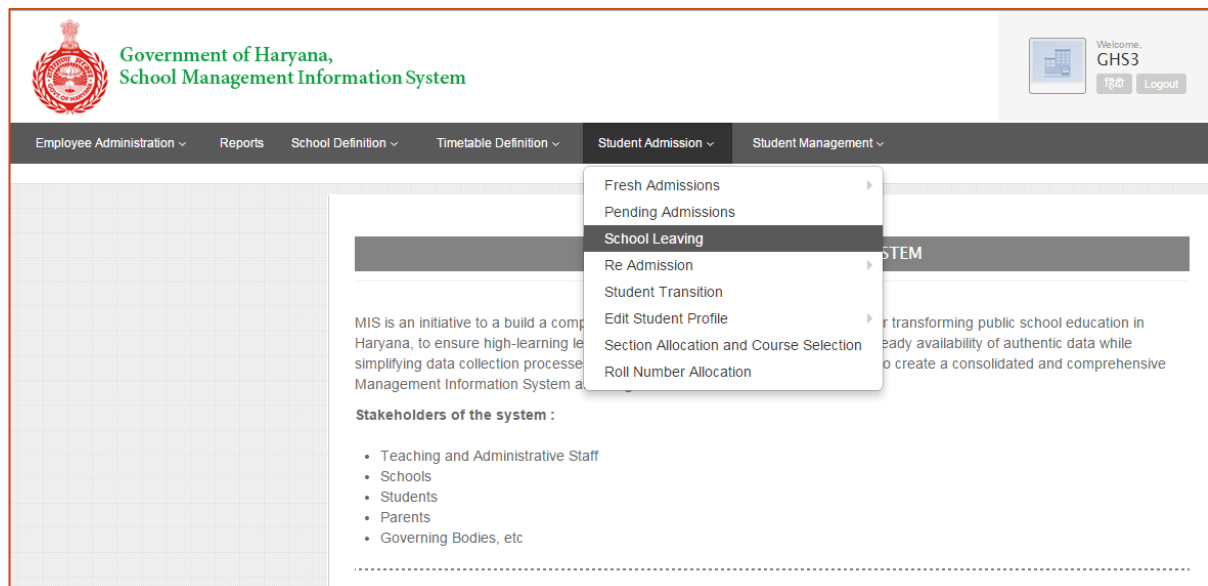 Government of Haryana,
School Management Information System
Welcome,
GHS3
हिंदी Logout
Employee Administration Reports School Definition Timetable Definition Student Admission Student Management
Fresh Admissions
Pending Admissions
School Leaving
Re Admission
Student Transition
Edit Student Profile
Section Allocation and Course Selection
Roll Number Allocation
STEM
MIS is an initiative to a build a comp r transforming public school education in
Haryana, to ensure high-learning le eady availability of authentic data while
simplifying data collection processe o create a consolidated and comprehensive
Management Information System a
Stakeholders of the system :
• Teaching and Administrative Staff
• Schools
• Students
• Parents
• Governing Bodies, etc